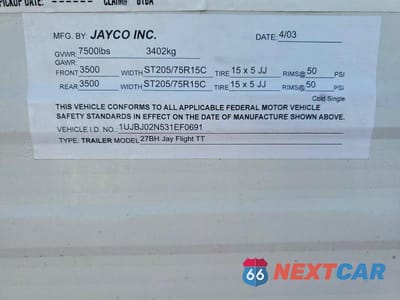 PICKUP DATE: ------ CLAIM#
MFG. BY: JAYCO INC. DATE: 4/03
GVWR: 7500lbs 3402kg
GAWR:
FRONT 3500 WIDTH ST205/75R15C TIRE 15 x 5 JJ RIMS@ 50 PSI
REAR 3500 WIDTH ST205/75R15C TIRE 15 x 5 JJ RIMS@ 50 PSI
Cold Single
THIS VEHICLE CONFORMS TO ALL APPLICABLE FEDERAL MOTOR VEHICLE
SAFETY STANDARDS IN EFFECT ON THE DATE OF MANUFACTURE SHOWN ABOVE.
VEHICLE I.D. NO. 1UJBJ02N531EF0691
TYPE: TRAILER MODEL 27BH Jay Flight TT
66 NEXTCAR